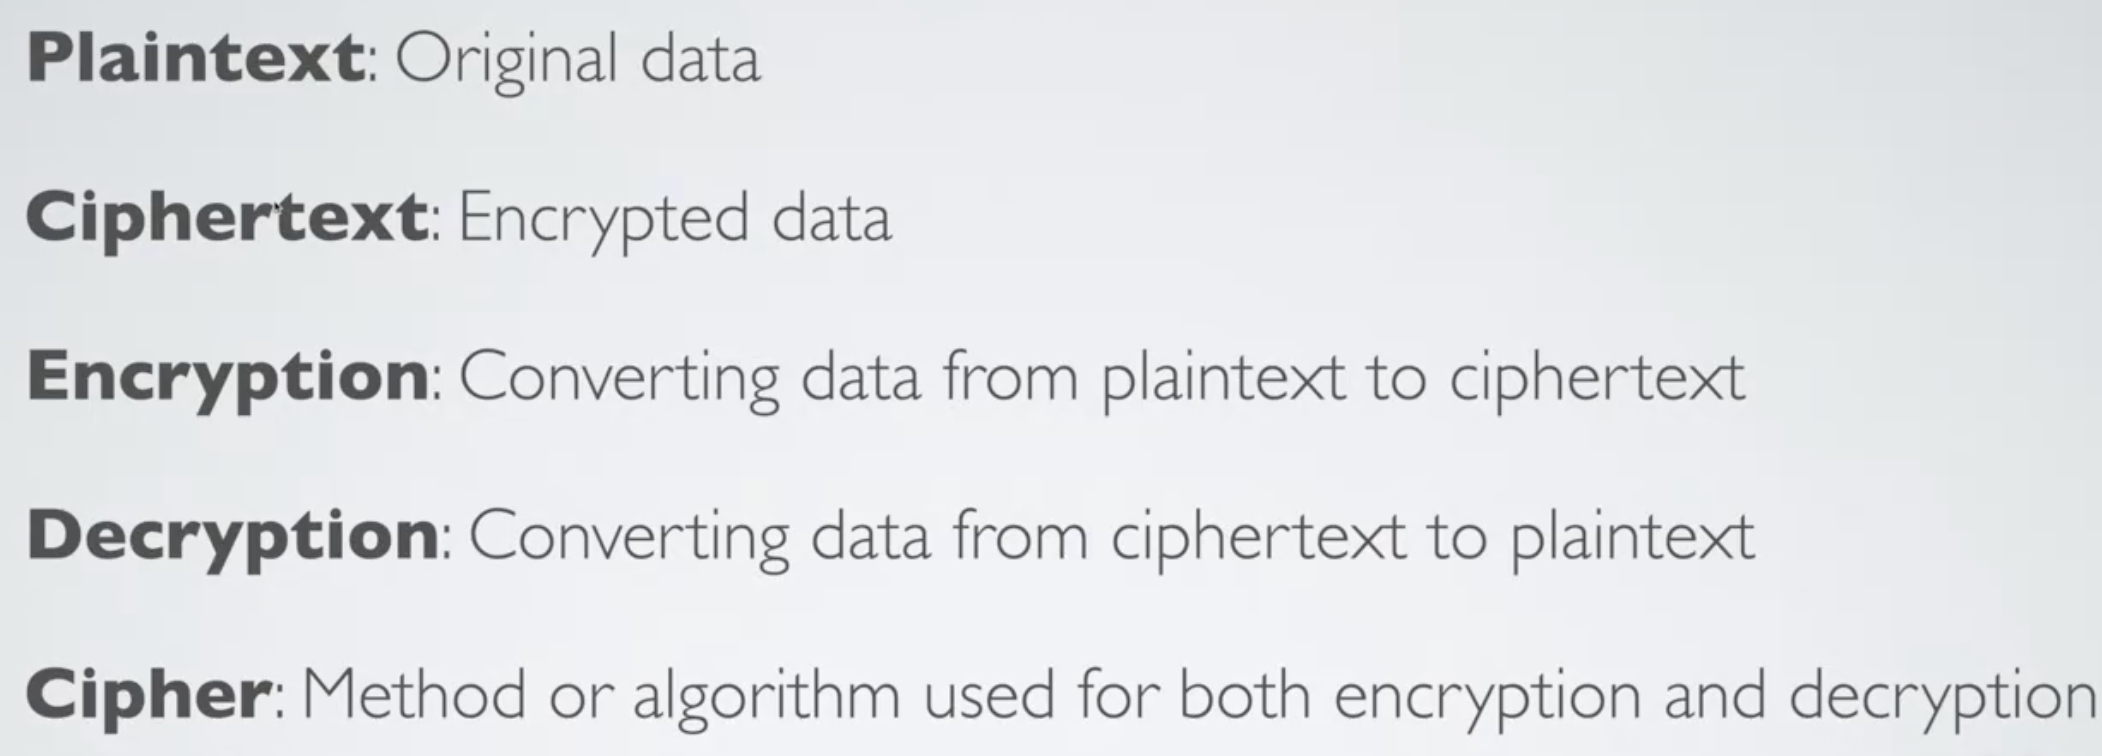 Plaintext: Original data
Ciphertext: Encrypted data
Encryption: Converting data from plaintext to ciphertext
Decryption: Converting data from ciphertext to plaintext
Cipher: Method or algorithm used for both encryption and decryption